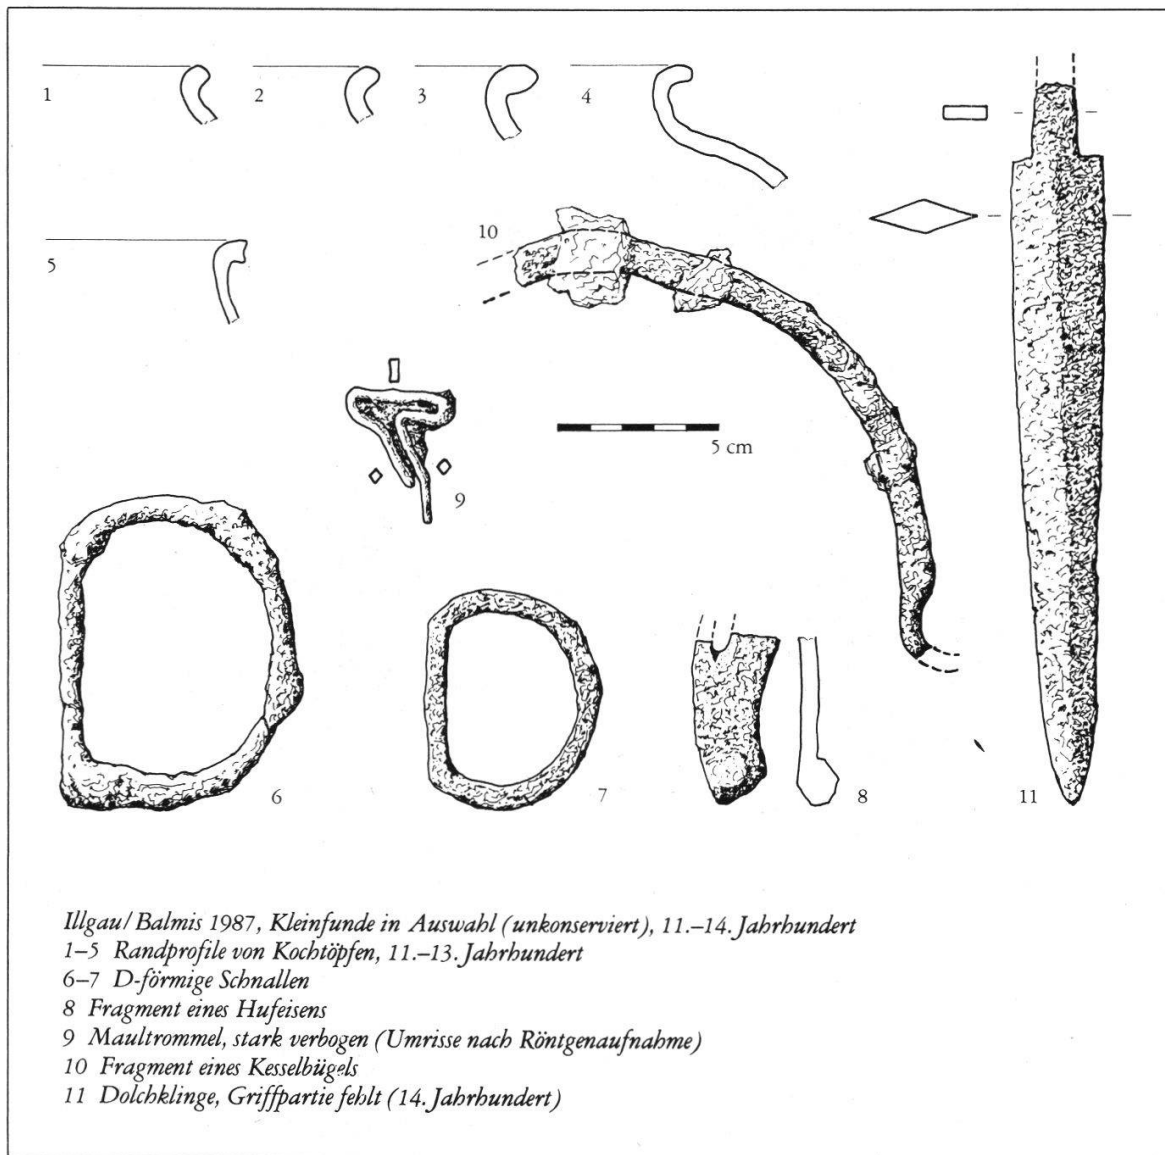 1
2
3
4
5
10
5 cm
9
6
7
8
11
Illgau/Balmis 1987, Kleinfunde in Auswahl (unkonserviert), 11.–14. Jahrhundert
1–5 Randprofile von Kochtöpfen, 11.–13. Jahrhundert
6–7 D-förmige Schnallen
8 Fragment eines Hufeisens
9 Maultrommel, stark verbogen (Umrisse nach Röntgenaufnahme)
10 Fragment eines Kesselbügels
11 Dolchklinge, Griffpartie fehlt (14. Jahrhundert)